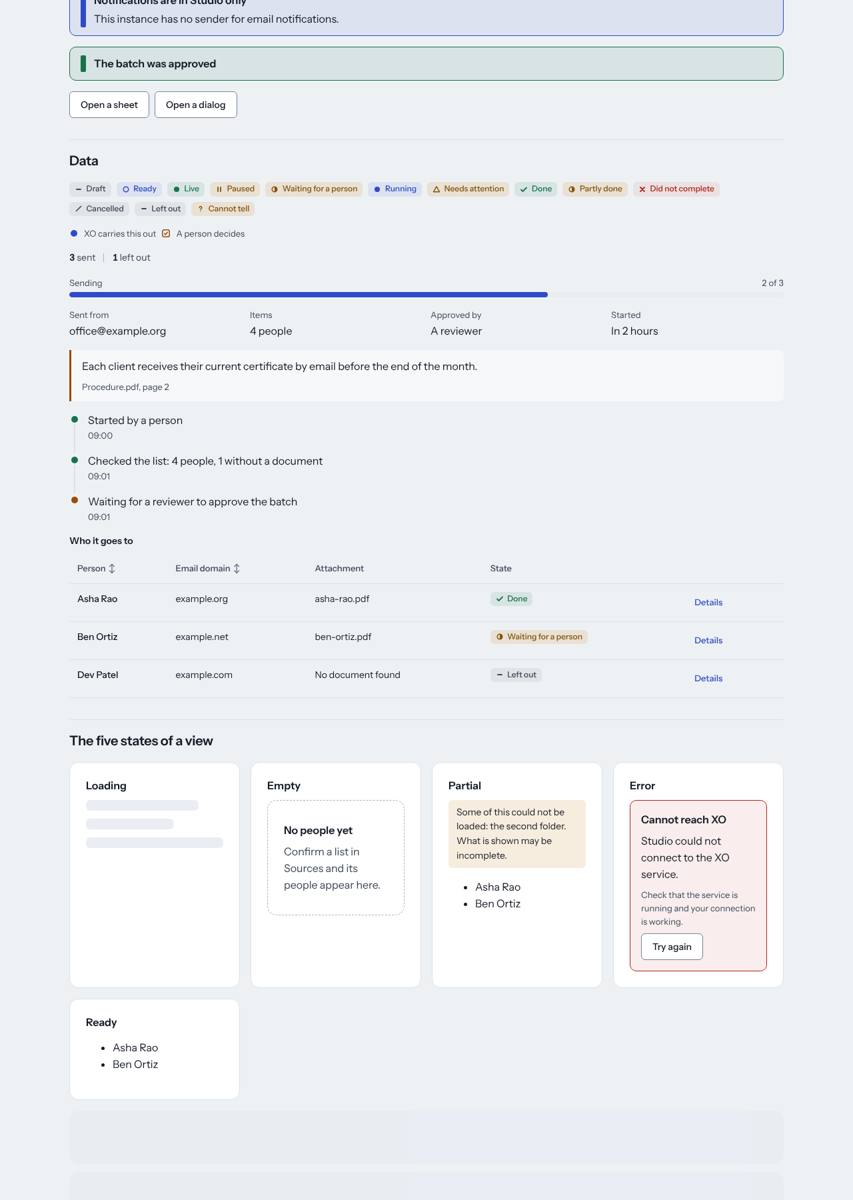 Notifications are in Studio only
This instance has no sender for email notifications.
The batch was approved
Open a sheet
Open a dialog
Data
Draft
Ready
Live
Paused
Waiting for a person
Running
Needs attention
Done
Partly done
Did not complete
Cancelled
Left out
? Cannot tell
XO carries this out
A person decides
3 sent | 1 left out
Sending
2 of 3
Sent from
Items
Approved by
Started
office@example.org
4 people
A reviewer
In 2 hours
Each client receives their current certificate by email before the end of the month.
Procedure.pdf, page 2
Started by a person
09:00
Checked the list: 4 people, 1 without a document
09:01
Waiting for a reviewer to approve the batch
09:01
Who it goes to
Person
Email domain
Attachment
State
Asha Rao
example.org
asha-rao.pdf
Done
Details
Ben Ortiz
example.net
ben-ortiz.pdf
Waiting for a person
Details
Dev Patel
example.com
No document found
Left out
Details
The five states of a view
Loading
Empty
No people yet
Confirm a list in
Sources and its
people appear here.
Partial
Some of this could not be
loaded: the second folder.
What is shown may be
incomplete.
Asha Rao
Ben Ortiz
Error
Cannot reach XO
Studio could not
connect to the XO
service.
Check that the service is
running and your connection
is working.
Try again
Ready
Asha Rao
Ben Ortiz